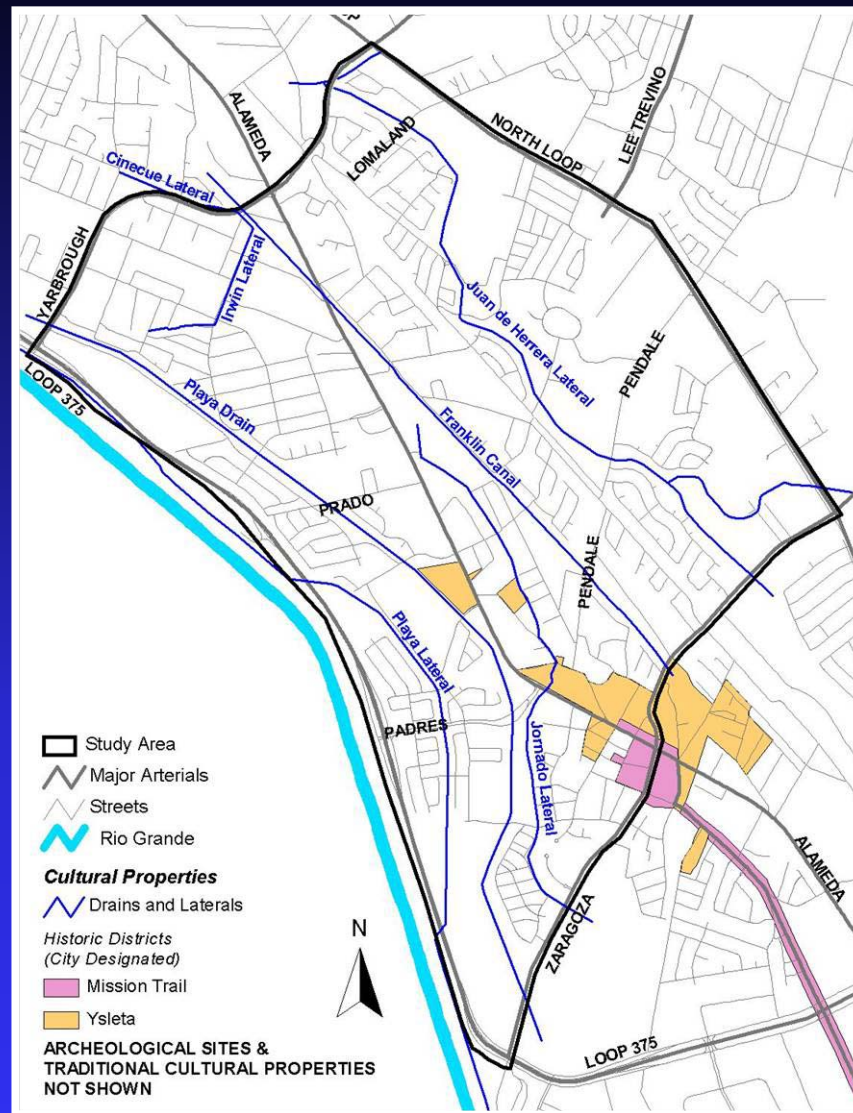 ALAMEDA
NORTH LOOP
LEE TREVINO
LOMALAND
Cinecue Lateral
YARBROUGH
Irwin Lateral
Juan de Herrera Lateral
PENDALE
LOOP 375
Playa Drain
Franklin Canal
PRADO
PENDALE
Playa Lateral
PADRES
Jornado Lateral
ZARAGOZA
ALAMEDA
LOOP 375
Study Area
Major Arterials
Streets
Rio Grande
Cultural Properties
Drains and Laterals
Historic Districts
(City Designated)
Mission Trail
Ysleta
ARCHEOLOGICAL SITES &
TRADITIONAL CULTURAL PROPERTIES
NOT SHOWN
N